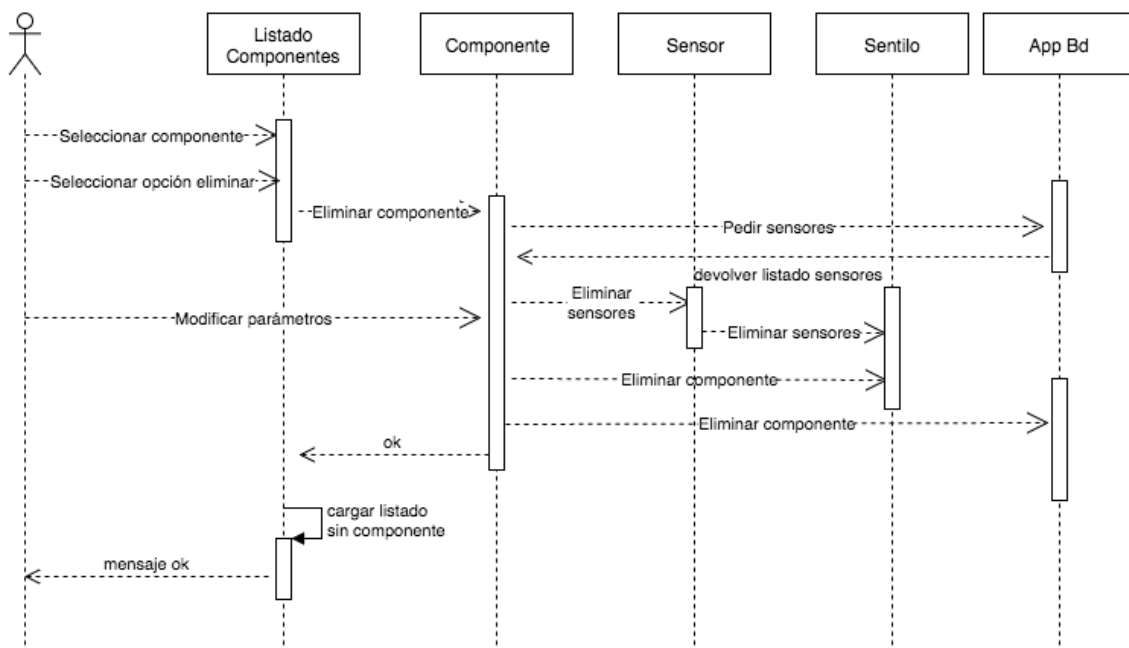 Listado
Componentes
Componente
Sensor
Sentilo
App Bd
Seleccionar componente
Seleccionar opción eliminar
Eliminar componente
Pedir sensores
devolver listado sensores
Eliminar
sensores
Modificar parámetros
Eliminar sensores
Eliminar componente
Eliminar componente
ok
cargar listado
sin componente
mensaje ok